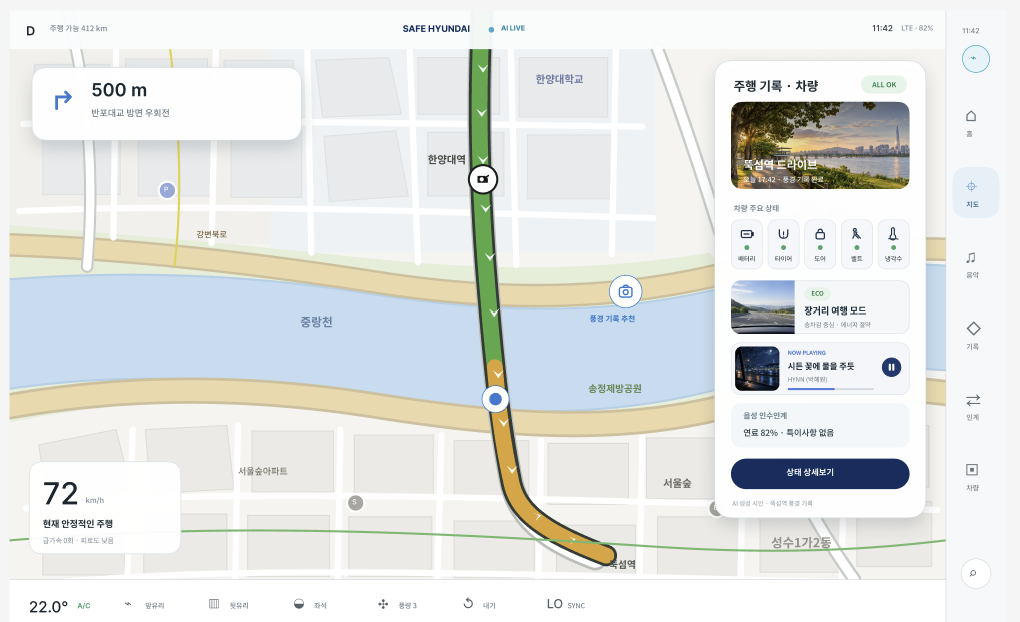 D 주행 가능 412 km
SAFE HYUNDAI
AI LIVE
11:42 LTE · 82%
11:42
500 m
반포대교 방면 우회전
한양대학교
한양대역
P
강변북로
중랑천
풍경 기록 추천
송정제방공원
서울숲아파트
S
서울숲
성수1가2동
뚝섬역
72 km/h
현재 안정적인 주행
급가속 0회 · 피로도 낮음
주행 기록 · 차량
ALL OK
뚝섬역 드라이브
오늘 17:42 · 풍경 기록 완료
차량 주요 상태
배터리 타이어 도어 벨트 냉각수
ECO
장거리 여행 모드
승차감 중심 · 에너지 절약
NOW PLAYING
시든 꽃에 물을 주듯
HYNN (박혜원)
음성 인수인계
연료 82% · 특이사항 없음
상태 상세보기
AI 생성 시안 · 뚝섬역 풍경 기록
홈
지도
음악
기록
인계
차량
22.0° A/C 앞유리 뒷유리 좌석 풍량 3 내기 LO SYNC